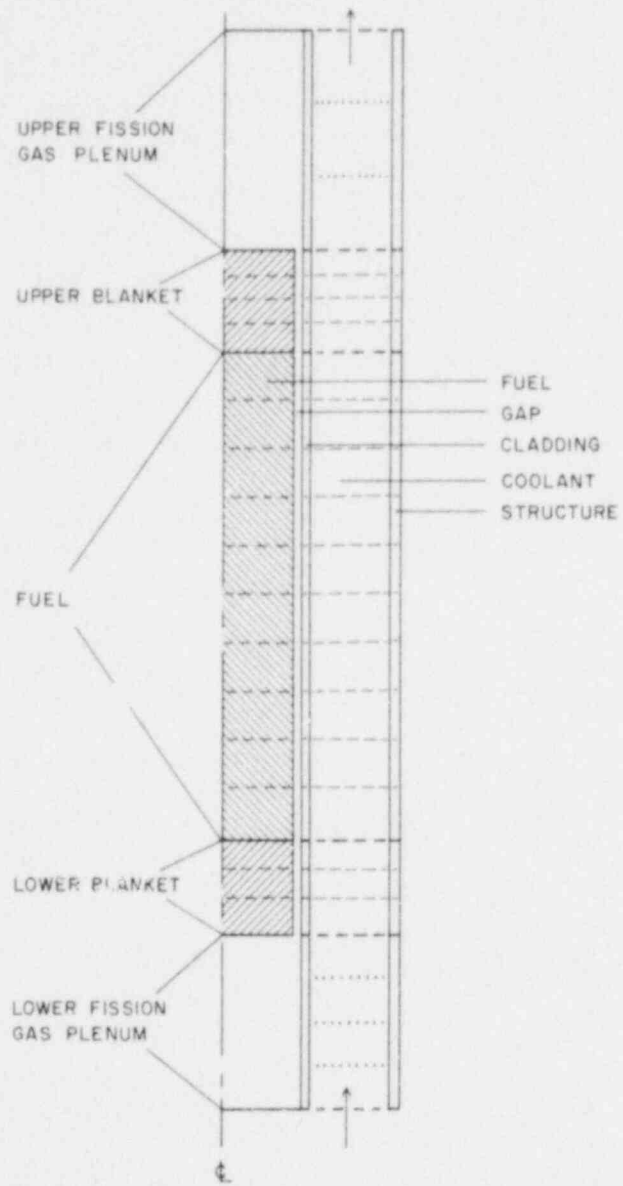 UPPER FISSION
GAS PLENUM
UPPER BLANKET
FUEL
GAP
CLADDING
COOLANT
STRUCTURE
FUEL
LOWER BLANKET
LOWER FISSION
GAS PLENUM
℄